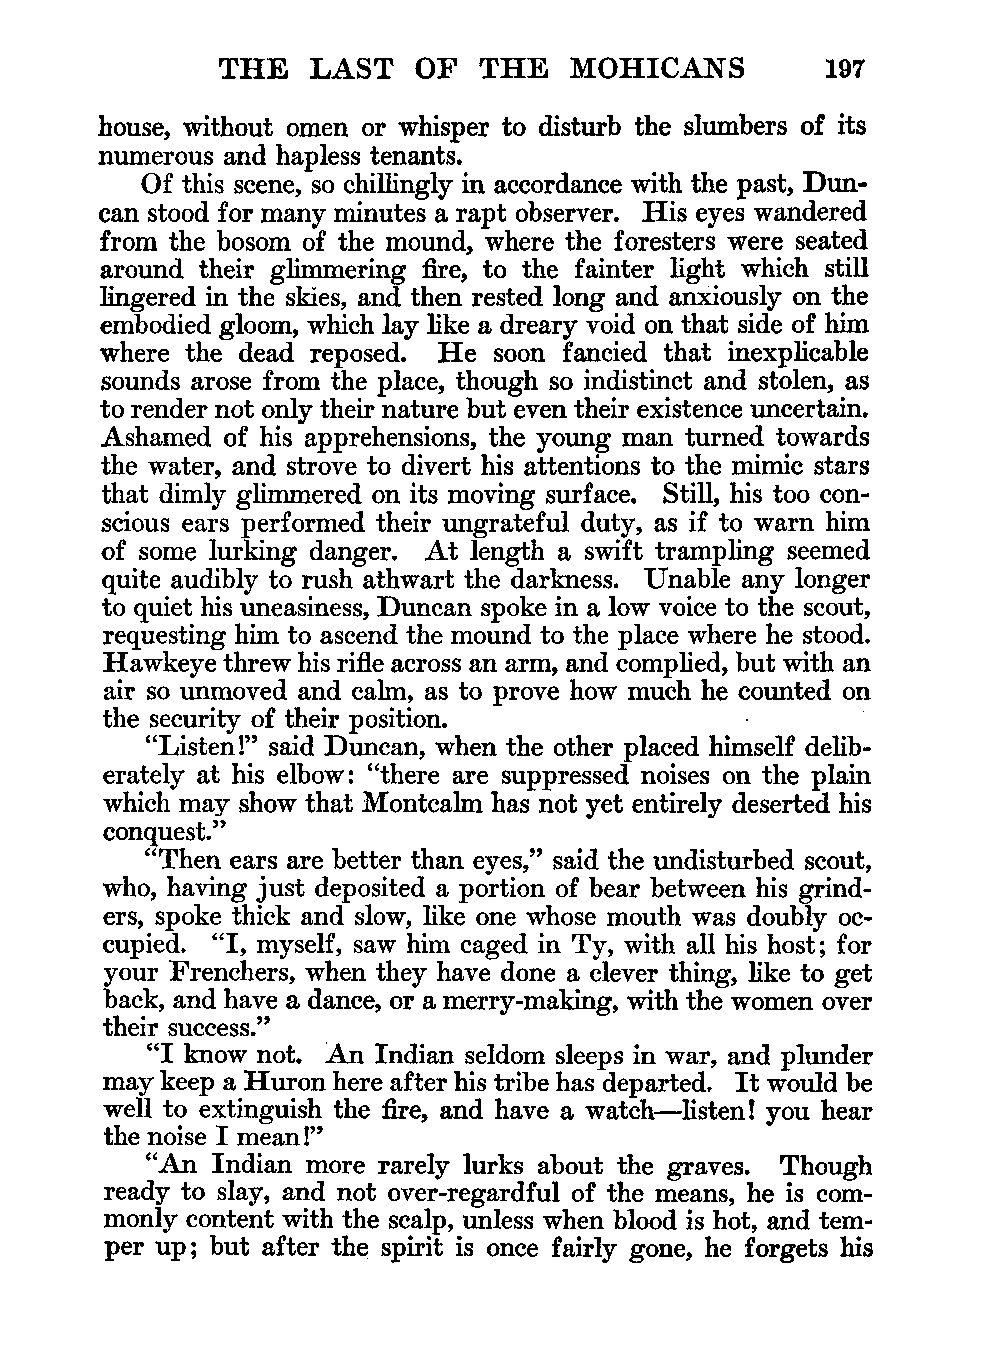 THE LAST OF THE MOHICANS 197
house, without omen or whisper to disturb the slumbers of its
numerous and hapless tenants.
Of this scene, so chillingly in accordance with the past, Dun-
can stood for many minutes a rapt observer. His eyes wandered
from the bosom of the mound, where the foresters were seated
around their glimmering fire, to the fainter light which still
lingered in the skies, and then rested long and anxiously on the
embodied gloom, which lay like a dreary void on that side of him
where the dead reposed. He soon fancied that inexplicable
sounds arose from the place, though so indistinct and stolen, as
to render not only their nature but even their existence uncertain.
Ashamed of his apprehensions, the young man turned towards
the water, and strove to divert his attentions to the mimic stars
that dimly glimmered on its moving surface. Still, his too con-
scious ears performed their ungrateful duty, as if to warn him
of some lurking danger. At length a swift trampling seemed
quite audibly to rush athwart the darkness. Unable any longer
to quiet his uneasiness, Duncan spoke in a low voice to the scout,
requesting him to ascend the mound to the place where he stood.
Hawkeye threw his rifle across an arm, and complied, but with an
air so unmoved and calm, as to prove how much he counted on
the security of their position.
“Listen!” said Duncan, when the other placed himself delib-
erately at his elbow: “there are suppressed noises on the plain
which may show that Montcalm has not yet entirely deserted his
conquest.”
“Then ears are better than eyes,” said the undisturbed scout,
who, having just deposited a portion of bear between his grind-
ers, spoke thick and slow, like one whose mouth was doubly oc-
cupied. “I, myself, saw him caged in Ty, with all his host; for
your Frenchers, when they have done a clever thing, like to get
back, and have a dance, or a merry-making, with the women over
their success.”
“I know not. An Indian seldom sleeps in war, and plunder
may keep a Huron here after his tribe has departed. It would be
well to extinguish the fire, and have a watch—listen! you hear
the noise I mean!”
“An Indian more rarely lurks about the graves. Though
ready to slay, and not over-regardful of the means, he is com-
monly content with the scalp, unless when blood is hot, and tem-
per up; but after the spirit is once fairly gone, he forgets his